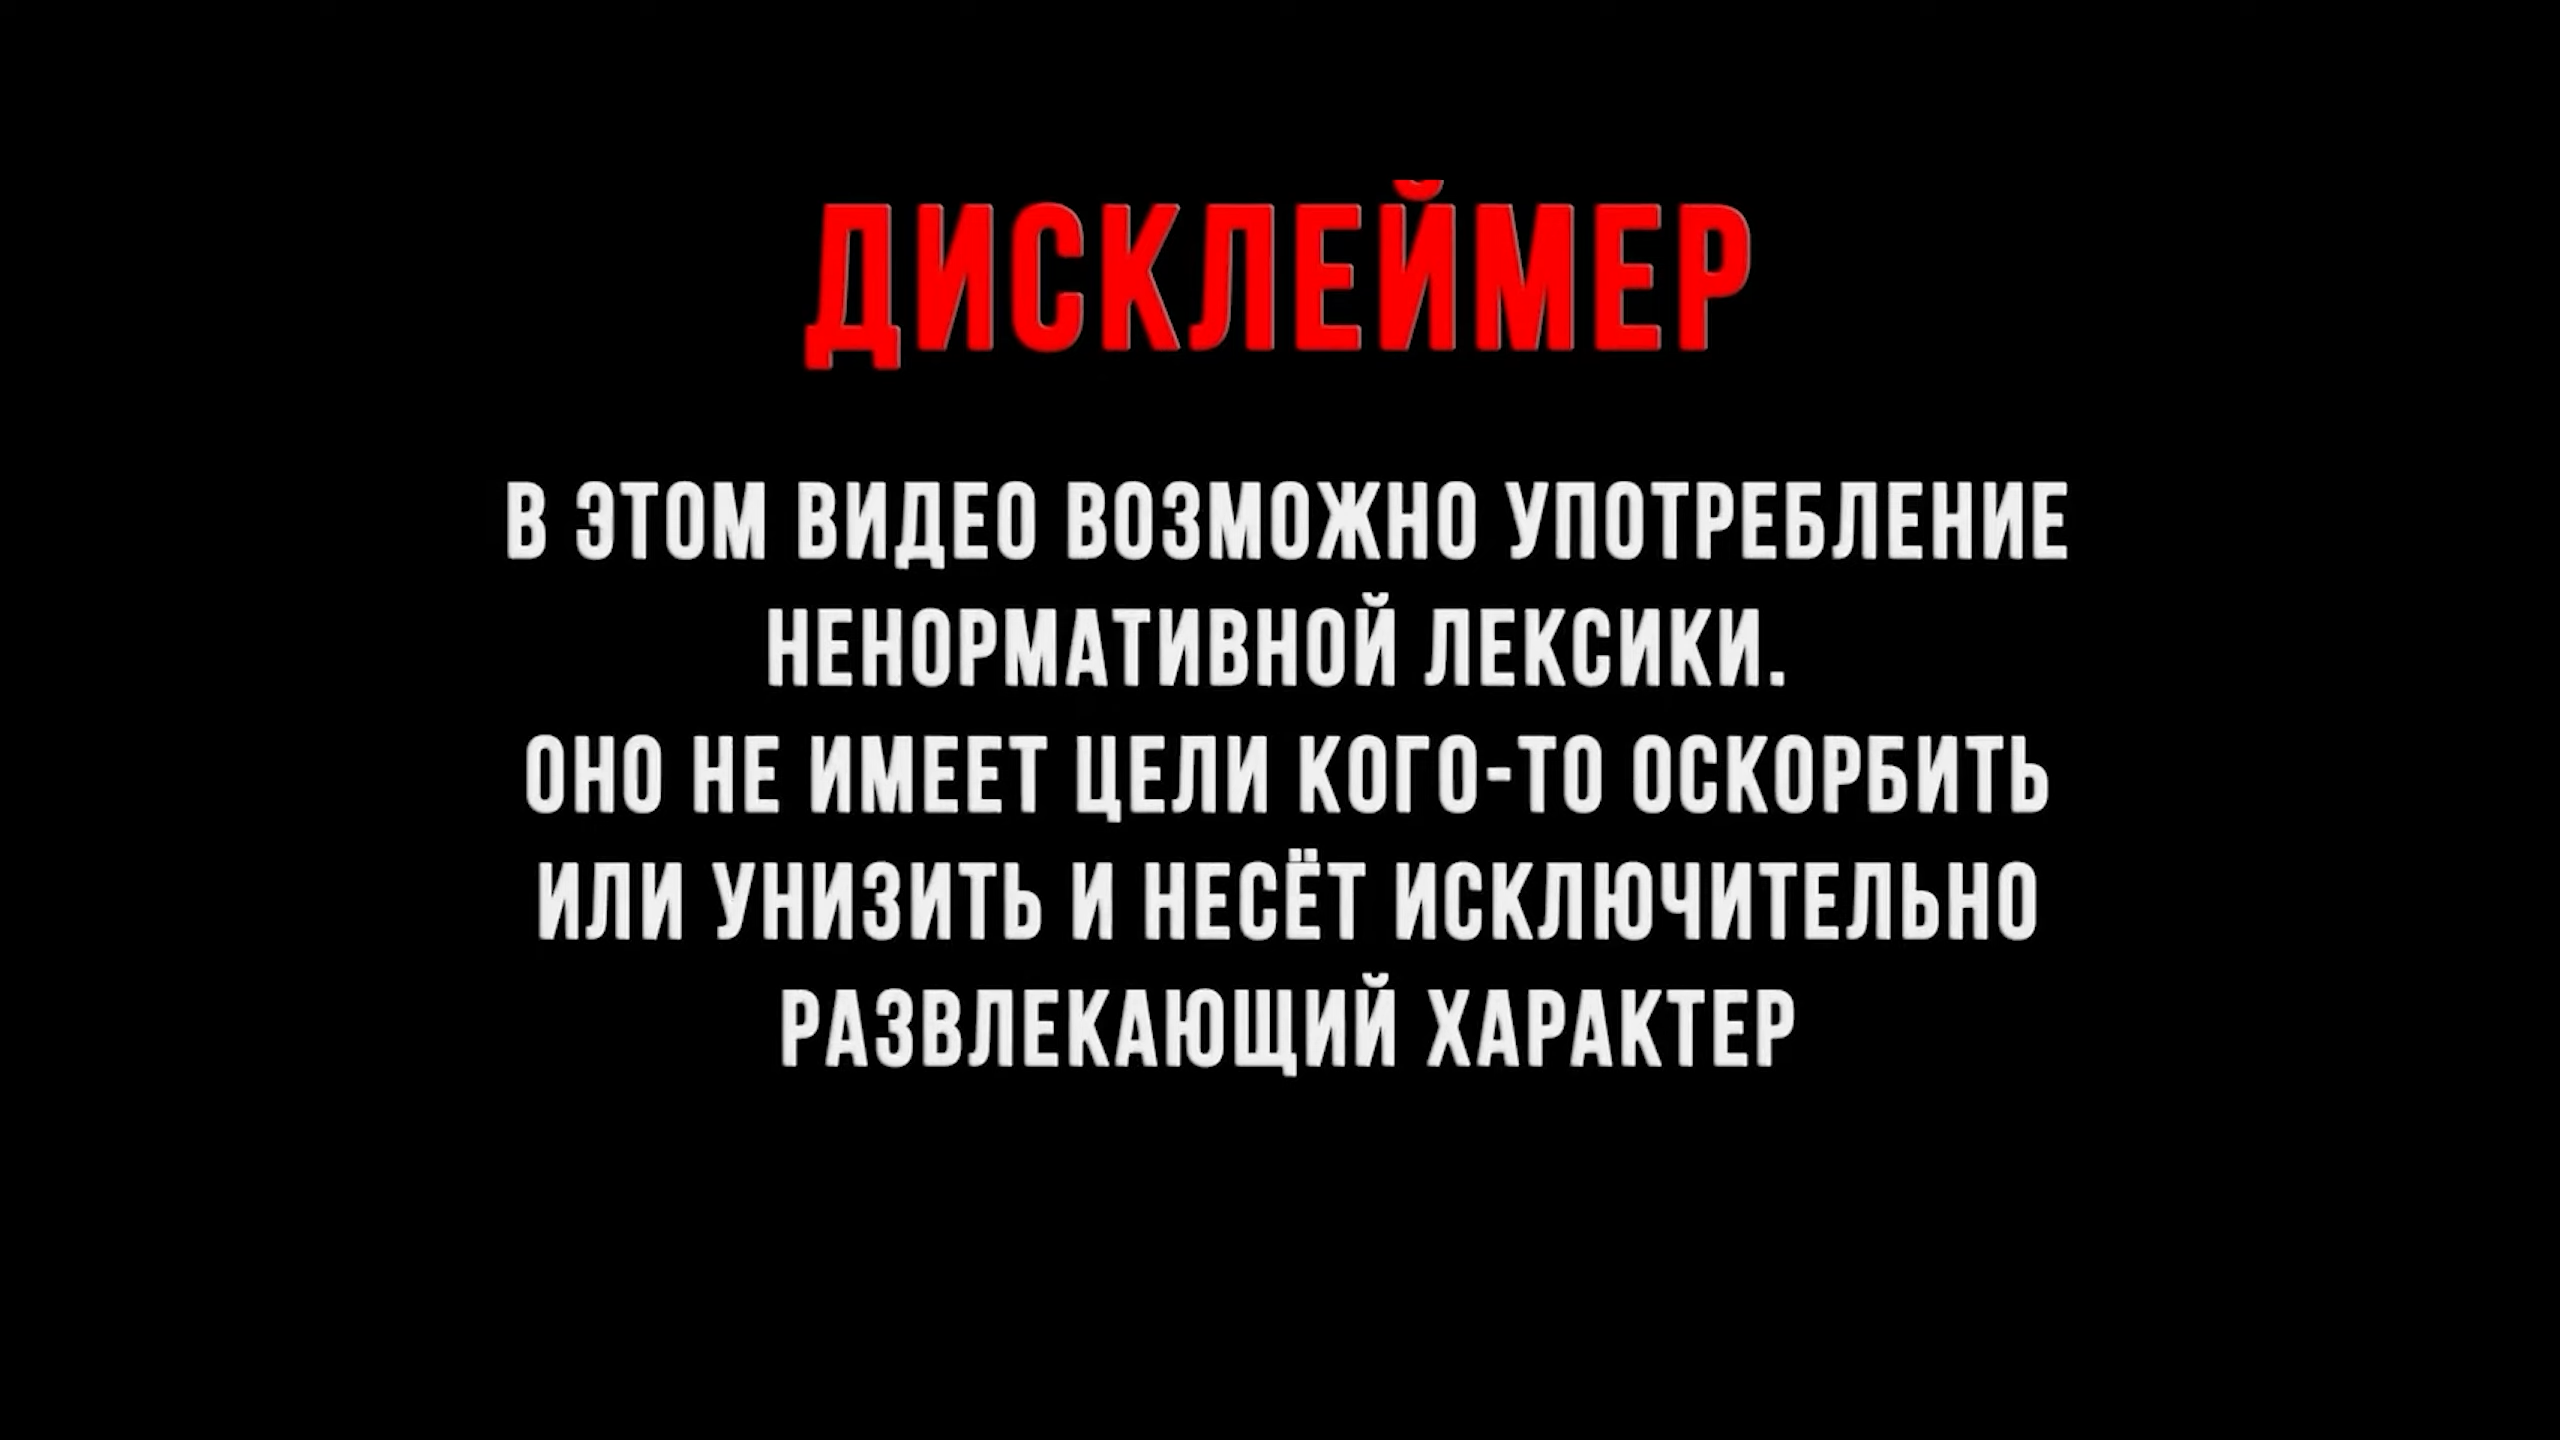 ДИСКЛЕЙМЕР
В ЭТОМ ВИДЕО ВОЗМОЖНО УПОТРЕБЛЕНИЕ
НЕНОРМАТИВНОЙ ЛЕКСИКИ.
ОНО НЕ ИМЕЕТ ЦЕЛИ КОГО-ТО ОСКОРБИТЬ
ИЛИ УНИЗИТЬ И НЕСЁТ ИСКЛЮЧИТЕЛЬНО
РАЗВЛЕКАЮЩИЙ ХАРАКТЕР